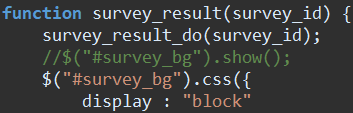 function survey_result(survey_id) {
survey_result_do(survey_id);
//$("#survey_bg").show();
$("#survey_bg").css({
display : "block"